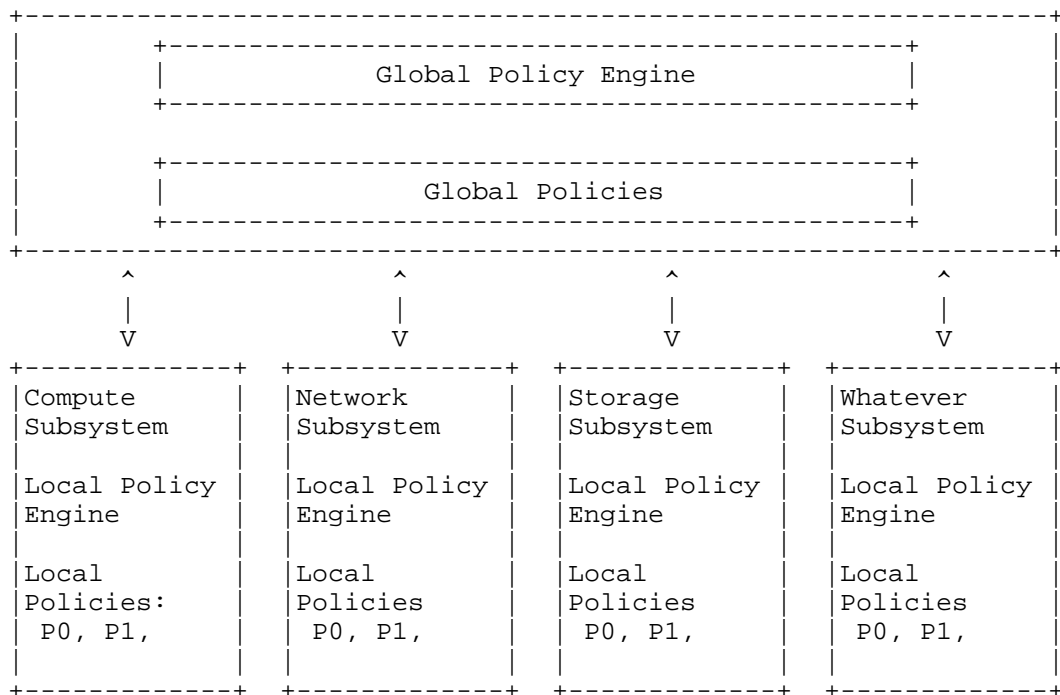 Global Policy Engine
Global Policies
Compute Subsystem
Local Policy Engine
Local Policies:
P0, P1,
Network Subsystem
Local Policy Engine
Local Policies
P0, P1,
Storage Subsystem
Local Policy Engine
Local Policies
P0, P1,
Whatever Subsystem
Local Policy Engine
Local Policies
P0, P1,